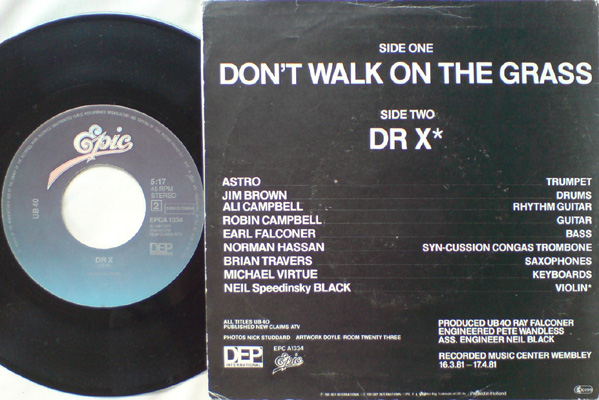 Epic
5:17
45 RPM
STEREO
2
UB 40
EPCA 1334
DEP
INTERNATIONAL
DR X
SIDE ONE
DON'T WALK ON THE GRASS
SIDE TWO
DR X*
ASTRO TRUMPET
JIM BROWN DRUMS
ALI CAMPBELL RHYTHM GUITAR
ROBIN CAMPBELL GUITAR
EARL FALCONER BASS
NORMAN HASSAN SYN-CUSSION CONGAS TROMBONE
BRIAN TRAVERS SAXOPHONES
MICHAEL VIRTUE KEYBOARDS
NEIL Speedinsky BLACK VIOLIN*
ALL TITLES UB40
PUBLISHED NEW CLAIMS ATV
PHOTOS NICK STUDDARD ARTWORK DOYLE ROOM TWENTY THREE
DEP
INTERNATIONAL
EPC A1334
Epic
PRODUCED UB40 RAY FALCONER
ENGINEERED PETE WANDLESS
ASS. ENGINEER NEIL BLACK
RECORDED MUSIC CENTER WEMBLEY
16.3.81 – 17.4.81
Printed in Holland